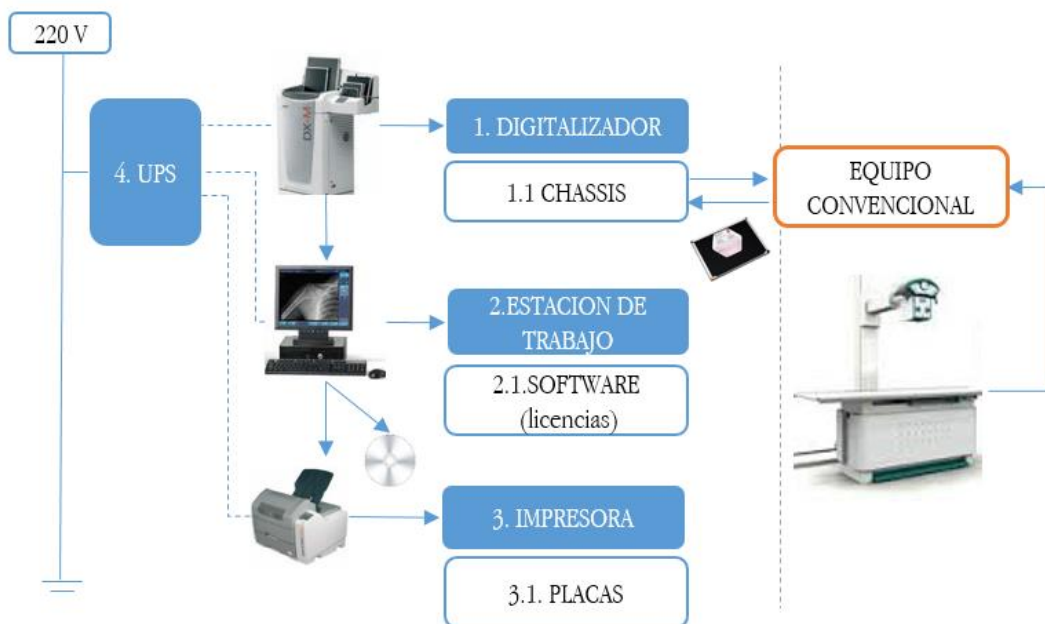 220 V
4. UPS
DX-M
1. DIGITALIZADOR
1.1 CHASSIS
EQUIPO
CONVENCIONAL
2.ESTACION DE
TRABAJO
2.1.SOFTWARE
(licencias)
3. IMPRESORA
3.1. PLACAS